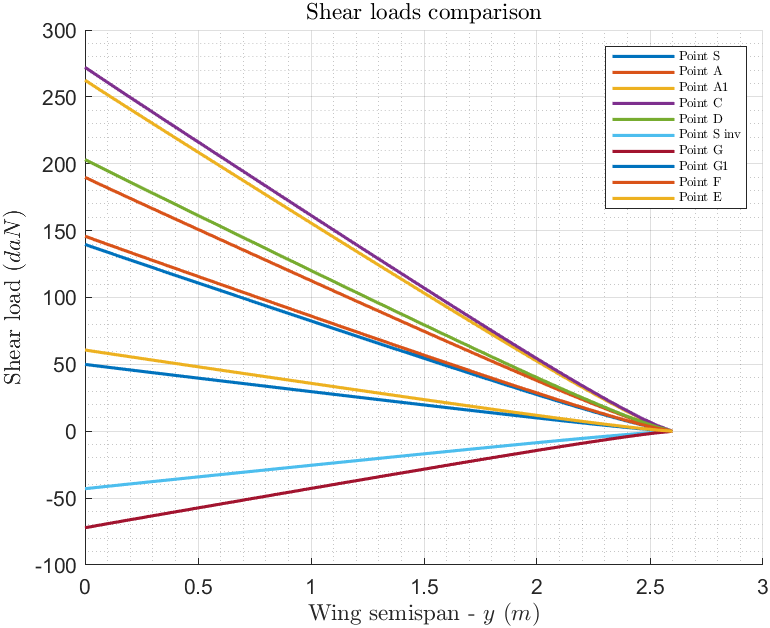 Shear loads comparison
300
250
200
150
100
50
0
-50
-100
Shear load (daN)
Point S
Point A
Point A1
Point C
Point D
Point S inv
Point G
Point G1
Point F
Point E
0
0.5
1
1.5
2
2.5
3
Wing semispan - y (m)